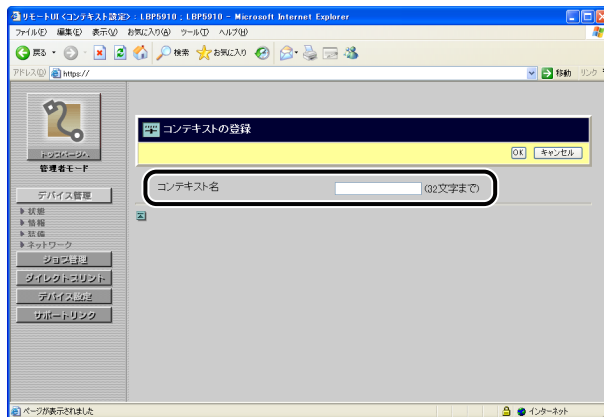 リモートUI <コンテキスト設定> : LBP5910 ; LBP5910 - Microsoft Internet Explorer
ファイル(F) 編集(E) 表示(V) お気に入り(A) ツール(T) ヘルプ(H)
戻る 検索 お気に入り
アドレス(D) https:// 移動 リンク
コンテキストの登録
トップページへ
OK キャンセル
管理者モード
コンテキスト名 (32文字まで)
デバイス管理
状態
情報
装備
ネットワーク
ジョブ管理
ダイレクトプリント
デバイス設定
サポートリンク
ページが表示されました インターネット